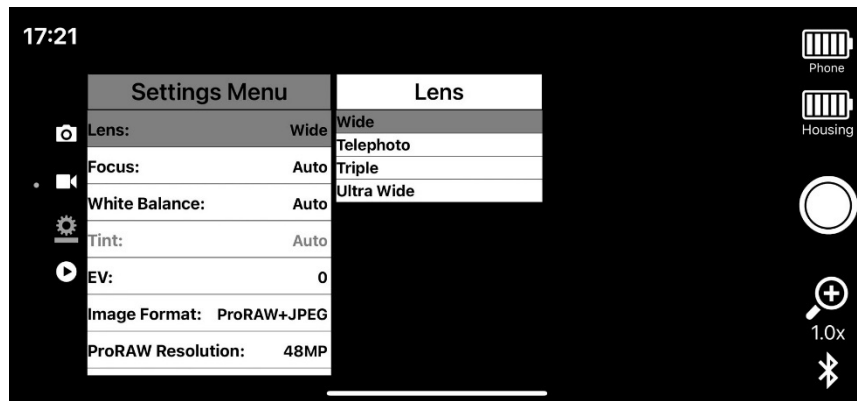 17:21
Phone
Housing
Settings Menu
Lens: Wide
Focus: Auto
White Balance: Auto
Tint: Auto
EV: 0
Image Format: ProRAW+JPEG
ProRAW Resolution: 48MP
Lens
Wide
Telephoto
Triple
Ultra Wide
1.0x